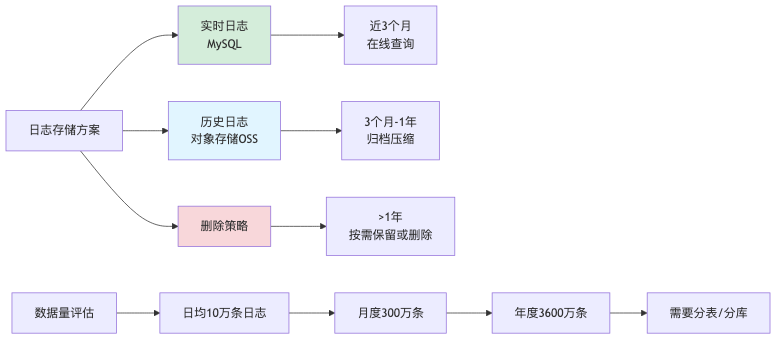 实时日志
MySQL
近3个月
在线查询
日志存储方案
历史日志
对象存储OSS
3个月-1年
归档压缩
删除策略
>1年
按需保留或删除
数据量评估
日均10万条日志
月度300万条
年度3600万条
需要分表/分库